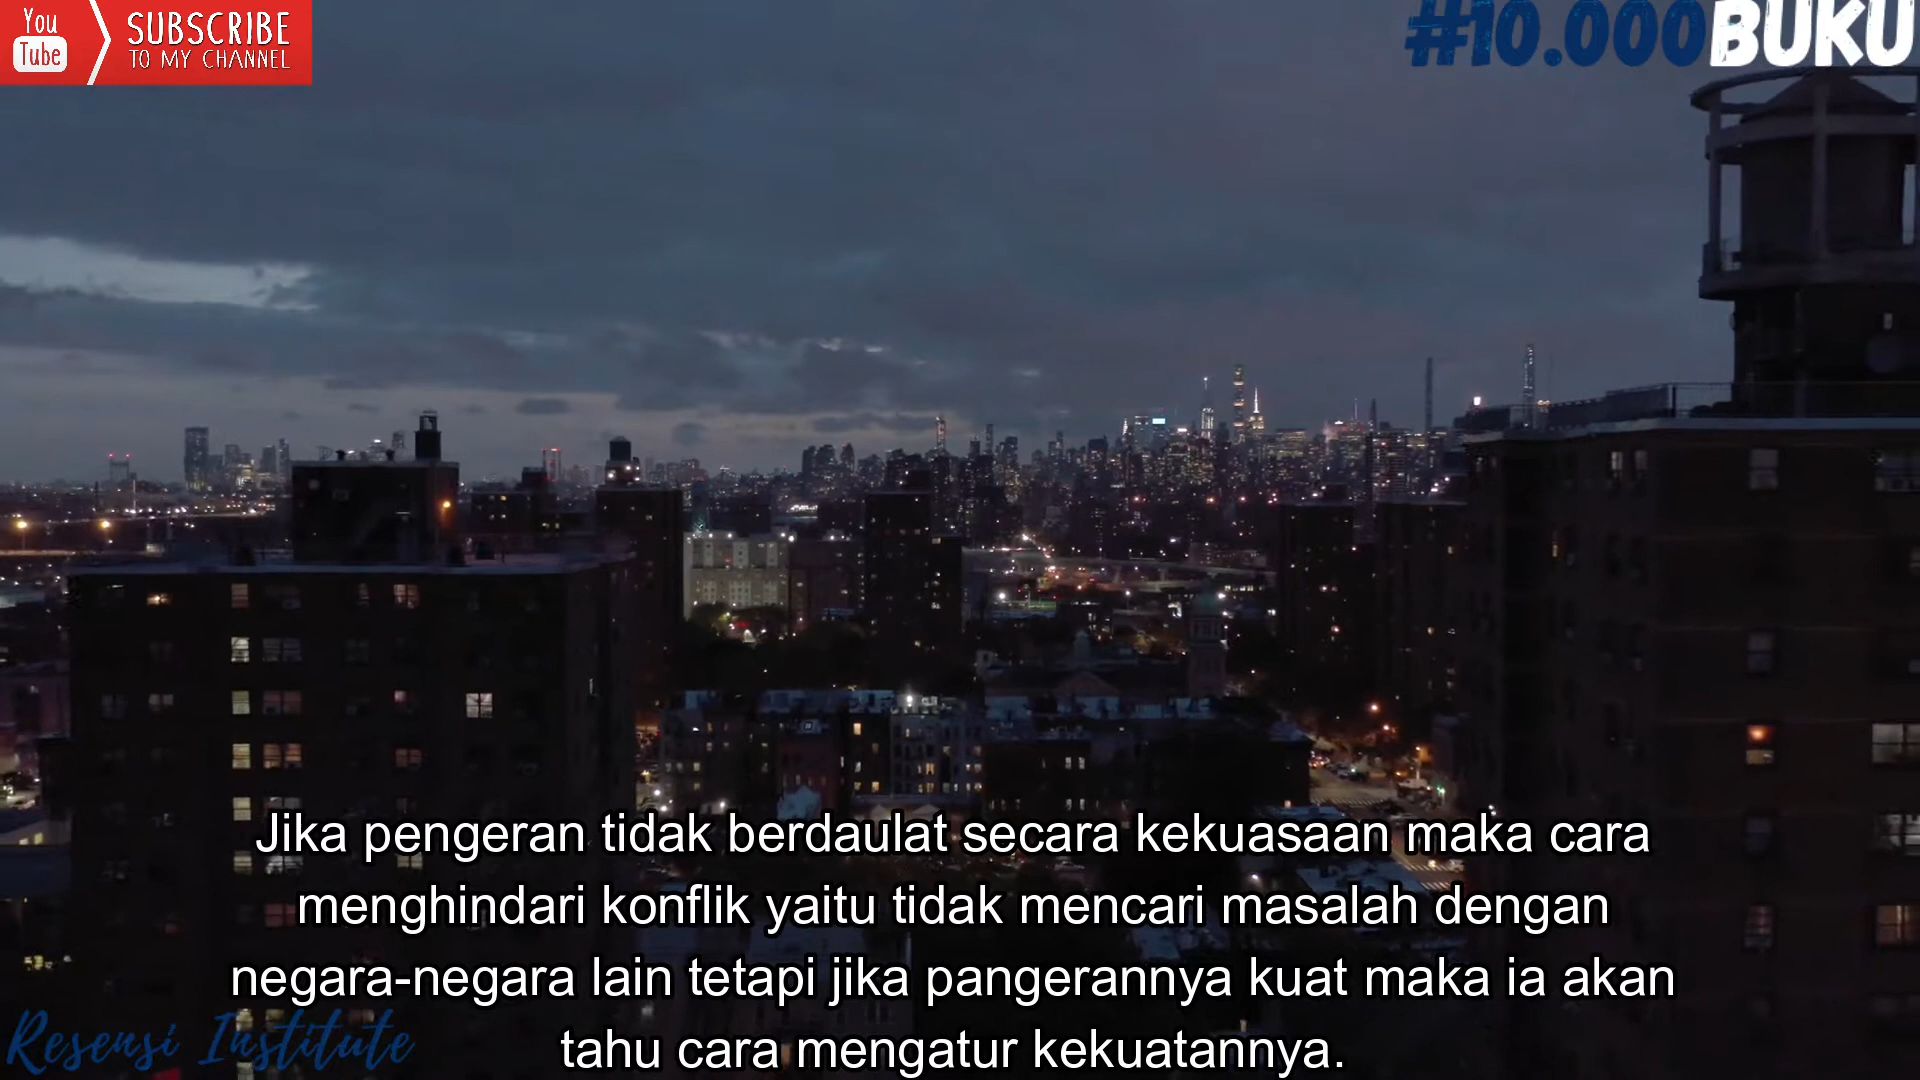 You
Tube
SUBSCRIBE
TO MY CHANNEL
#10.000BUKU
Jika pengeran tidak berdaulat secara kekuasaan maka cara
menghindari konflik yaitu tidak mencari masalah dengan
negara-negara lain tetapi jika pangerannya kuat maka ia akan
tahu cara mengatur kekuatannya.
Resensi Institute